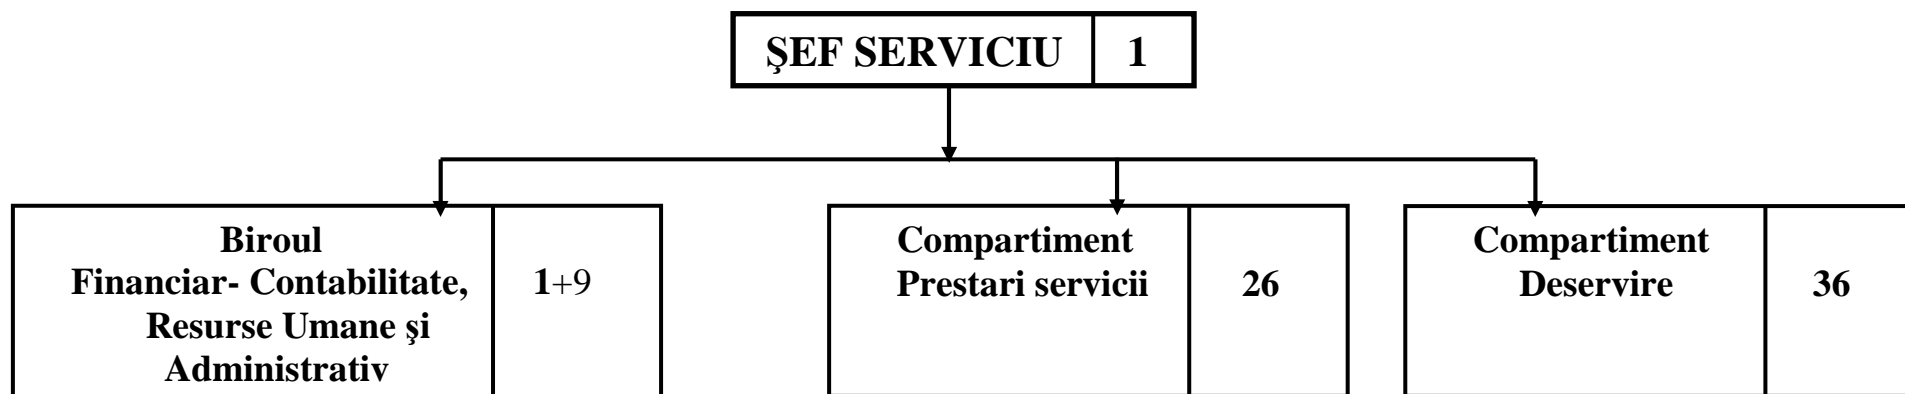 ŞEF SERVICIU 1
Biroul
Financiar- Contabilitate,
Resurse Umane şi
Administrativ
1+9
Compartiment
Prestari servicii
26
Compartiment
Deservire
36